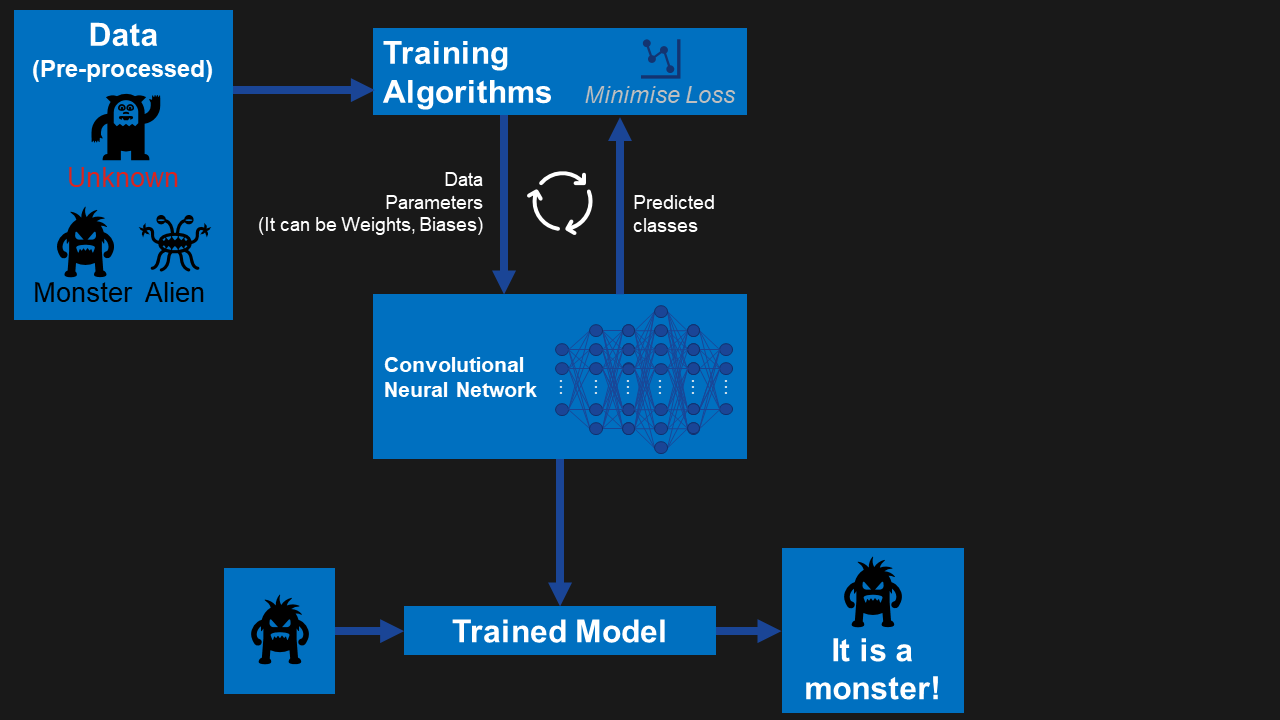 Data
(Pre-processed)
Unknown
Monster
Alien
Training
Algorithms
Minimise Loss
Data
Parameters
(It can be Weights, Biases)
Predicted
classes
Convolutional
Neural Network
Trained Model
It is a
monster!